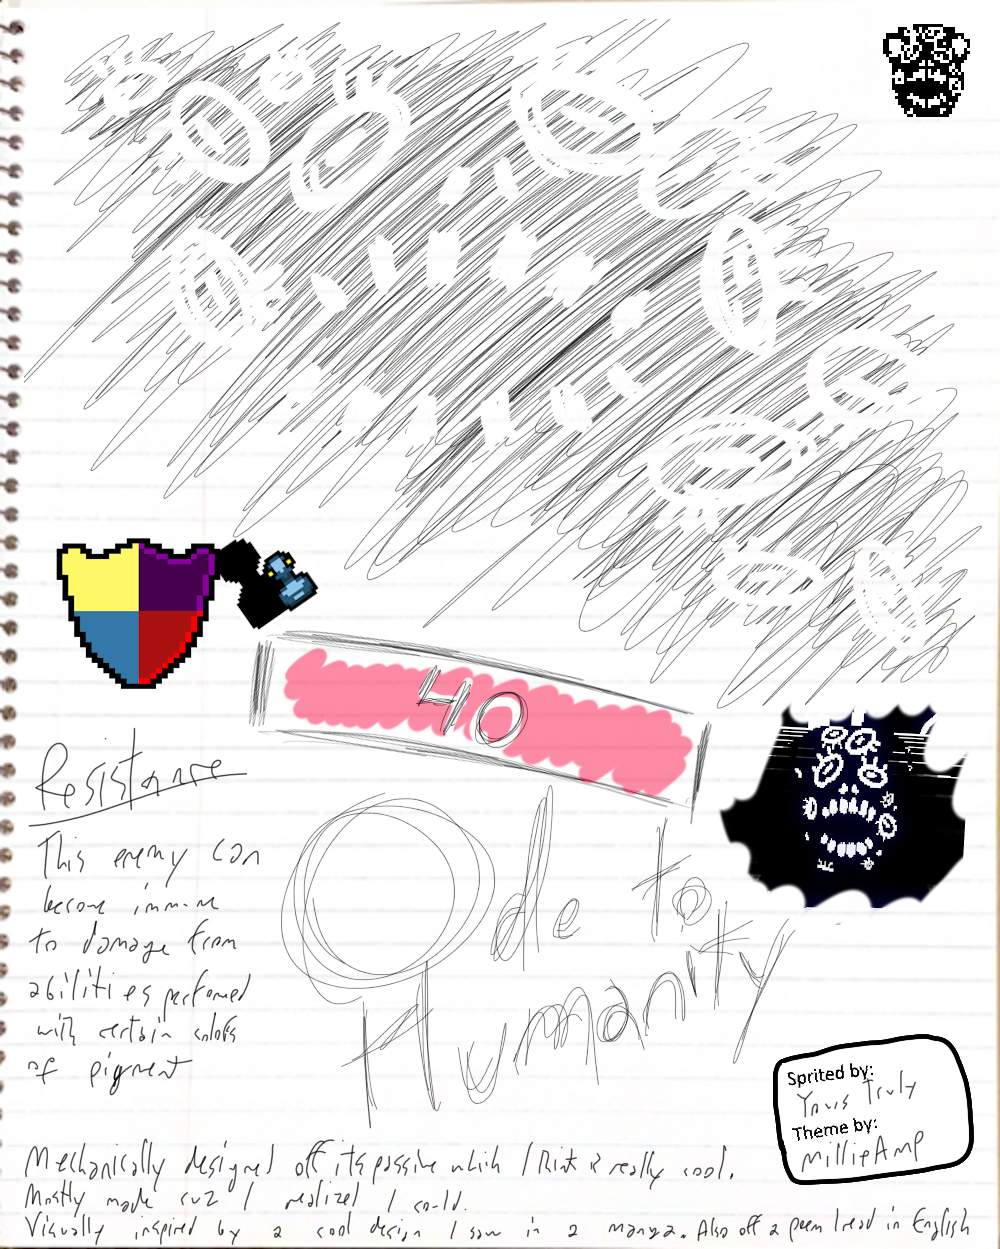 40
Resistance
This enemy can
become immune
to damage from
abilities performed
with certain colors
of pigment
Ode to
Humanity
Sprited by:
Yours Truly
Theme by:
MillieAmp
Mechanically designed off its passive which I think is really cool.
Mostly made cuz I realized I could.
Visually inspired by a cool design I saw in a manga. Also off a poem I read in English